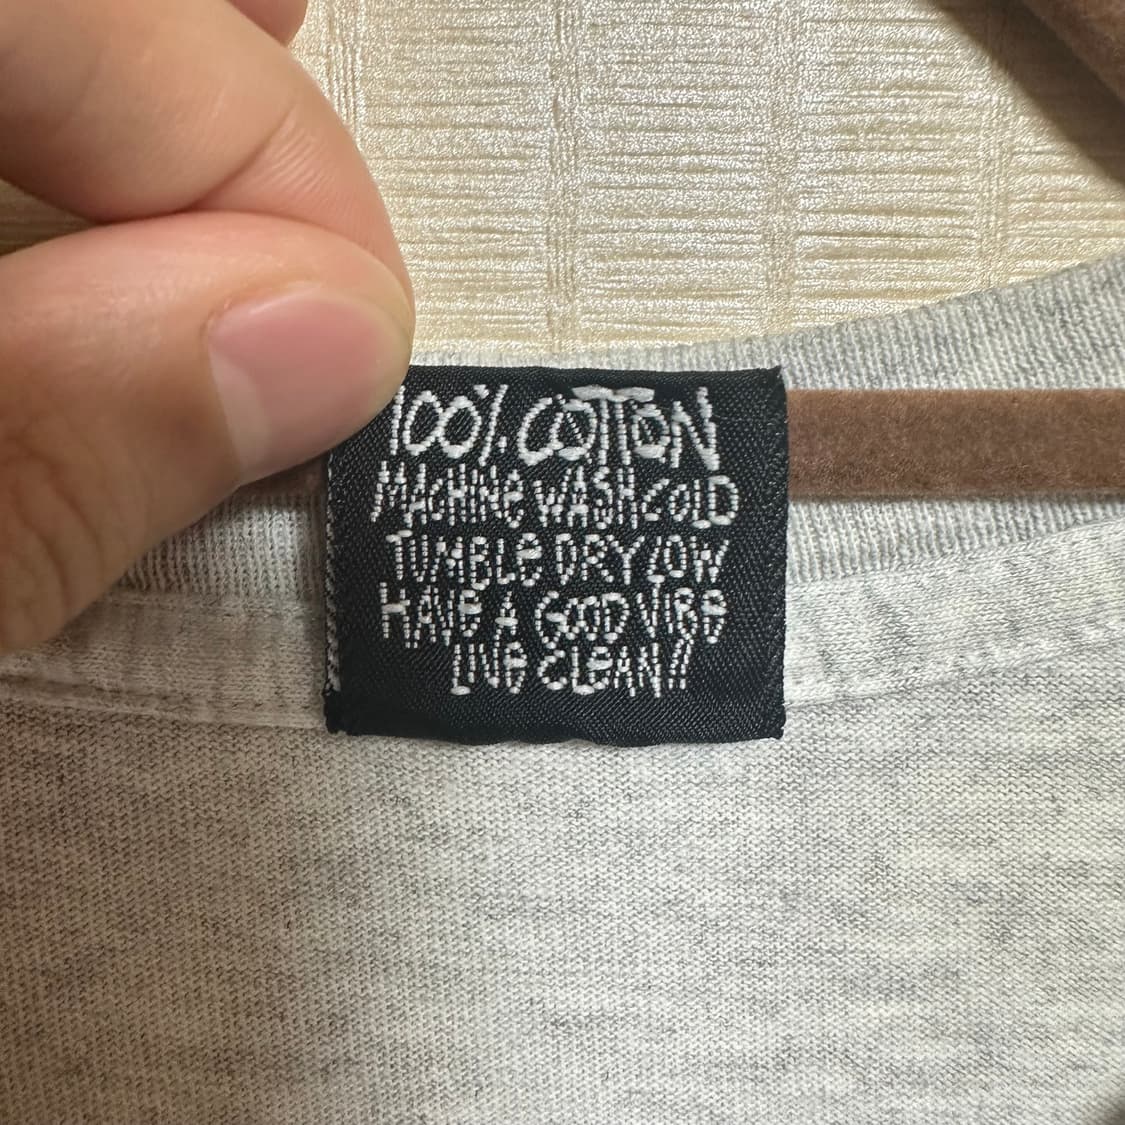 100% COTTON
MACHINE WASH COLD
TUMBLE DRY LOW
HAVE A GOOD VIBE
LIVE CLEAN!!